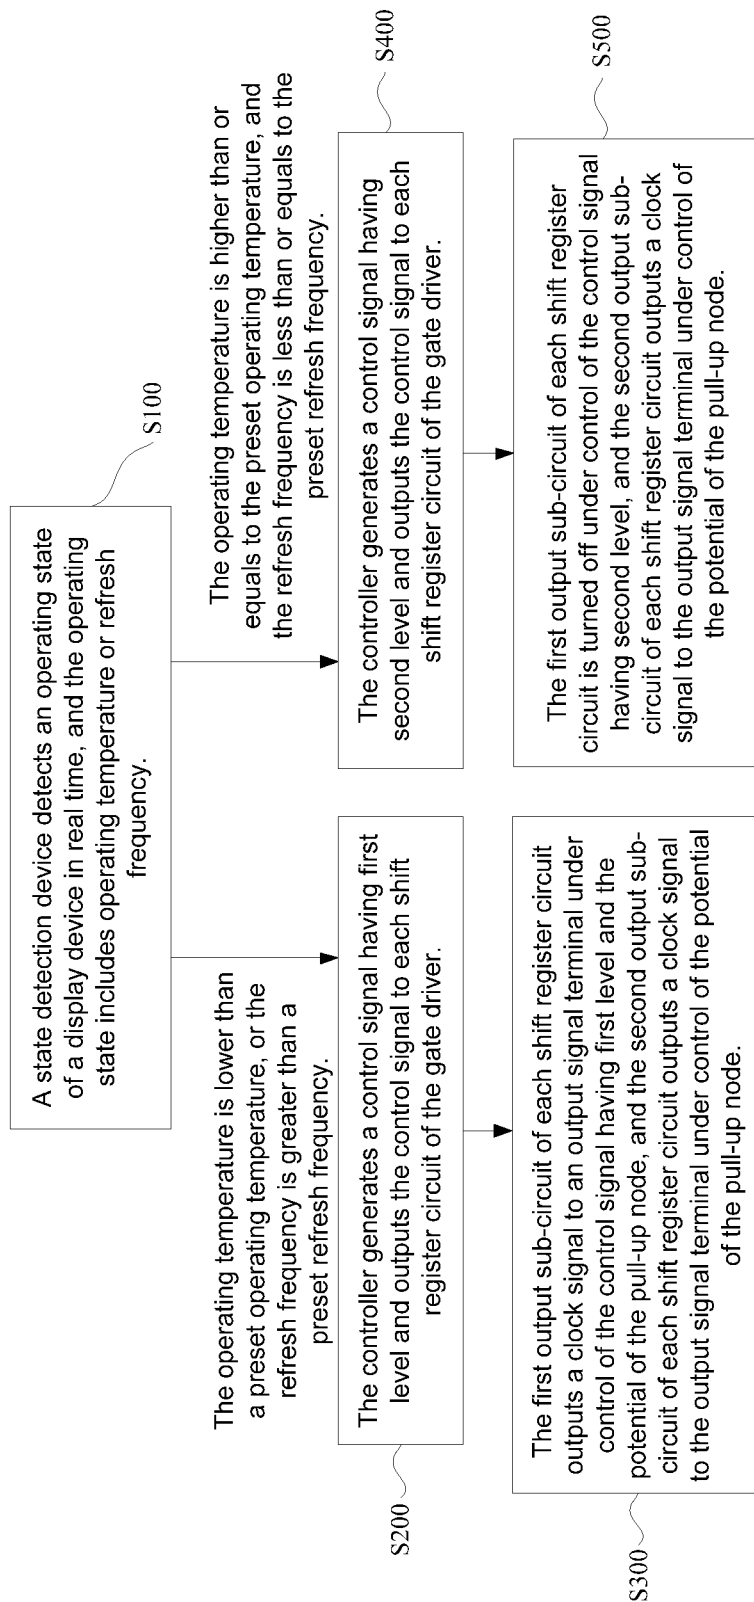 A state detection device detects an operating state
of a display device in real time, and the operating
state includes operating temperature or refresh
frequency.
S100
The operating temperature is lower than
a preset operating temperature, or the
refresh frequency is greater than a
preset refresh frequency.
The operating temperature is higher than or
equals to the preset operating temperature, and
the refresh frequency is less than or equals to the
preset refresh frequency.
S200
The controller generates a control signal having first
level and outputs the control signal to each shift
register circuit of the gate driver.
The controller generates a control signal having
second level and outputs the control signal to each
shift register circuit of the gate driver.
S400
S300
The first output sub-circuit of each shift register circuit
outputs a clock signal to an output signal terminal under
control of the control signal having first level and the
potential of the pull-up node, and the second output sub-
circuit of each shift register circuit outputs a clock signal
to the output signal terminal under control of the potential
of the pull-up node.
The first output sub-circuit of each shift register
circuit is turned off under control of the control signal
having second level, and the second output sub-
circuit of each shift register circuit outputs a clock
signal to the output signal terminal under control of
the potential of the pull-up node.
S500